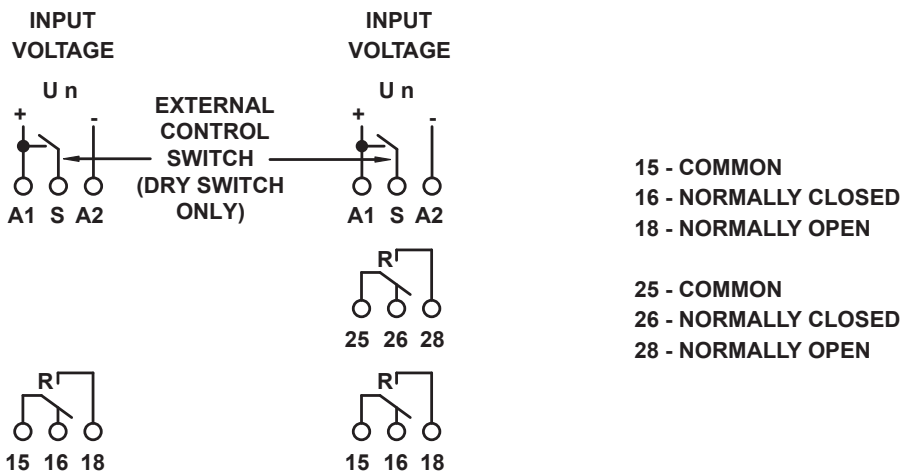 INPUT
VOLTAGE
U n
+ -
A1 S A2
EXTERNAL
CONTROL
SWITCH
(DRY SWITCH
ONLY)
INPUT
VOLTAGE
U n
+ -
A1 S A2
R
25 26 28
R
15 16 18
R
15 16 18
15 - COMMON
16 - NORMALLY CLOSED
18 - NORMALLY OPEN
25 - COMMON
26 - NORMALLY CLOSED
28 - NORMALLY OPEN